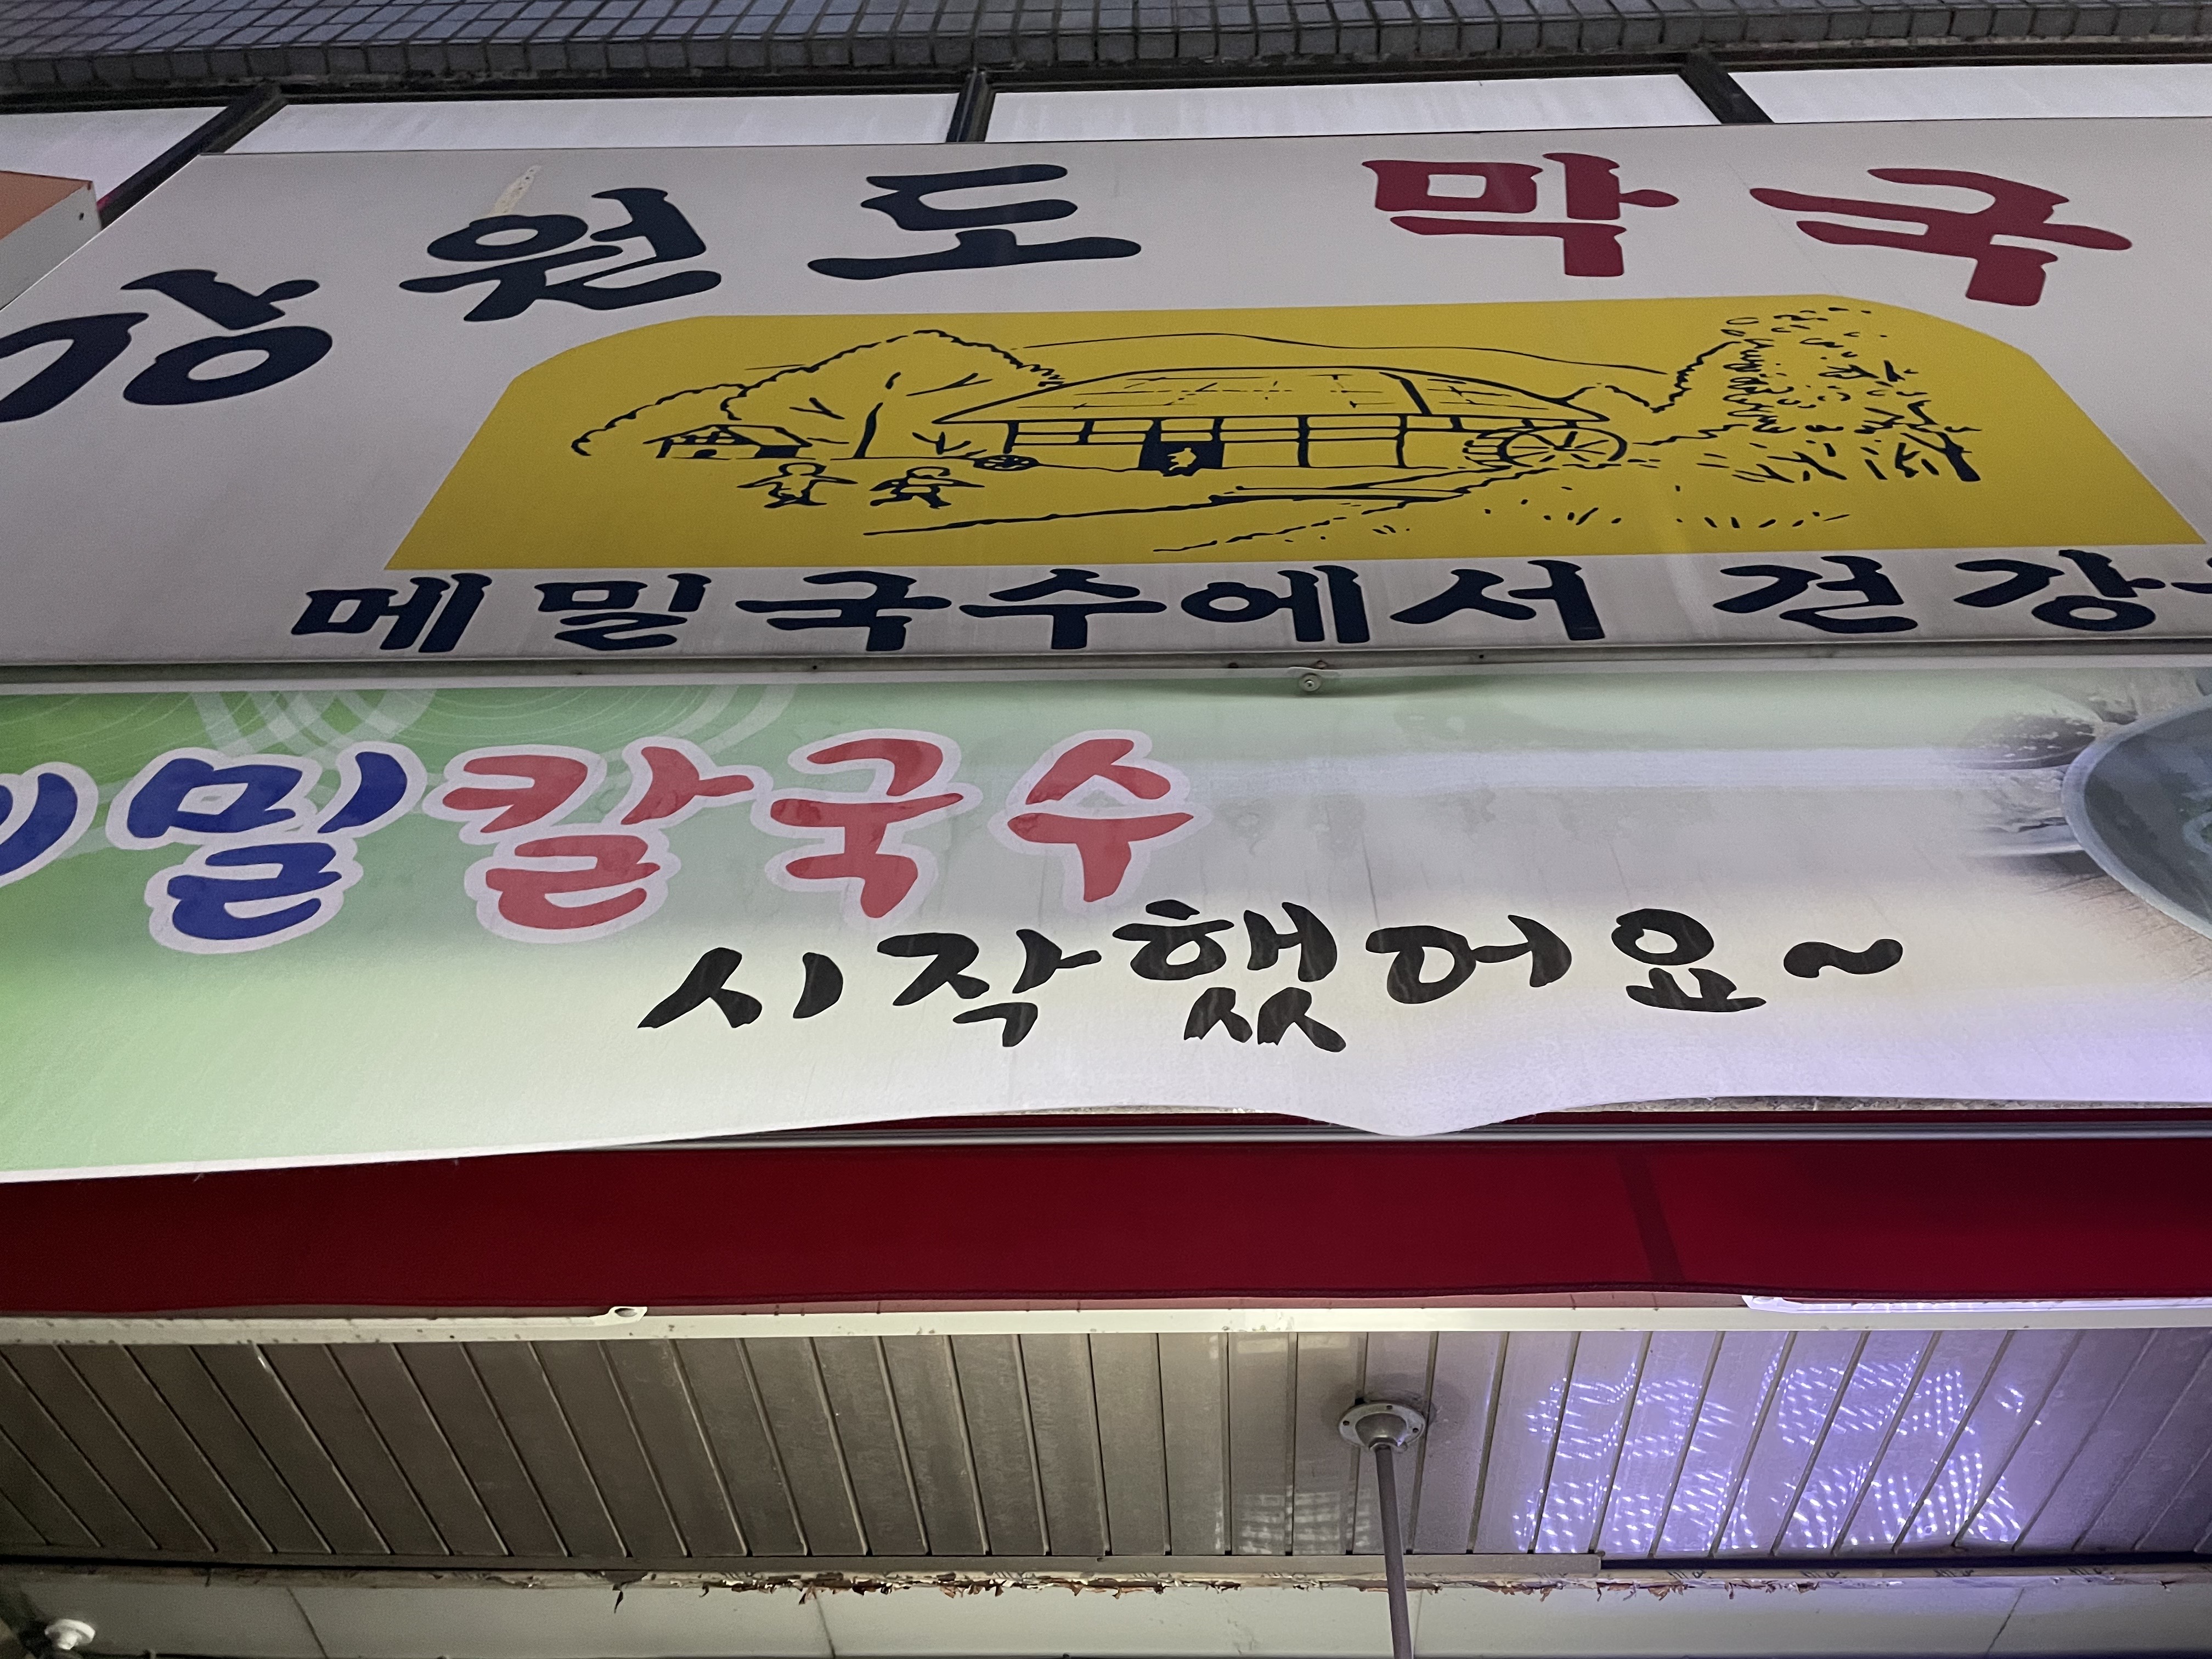 강원도 막국
메밀국수에서 건강
밀칼국수
시작했어요~